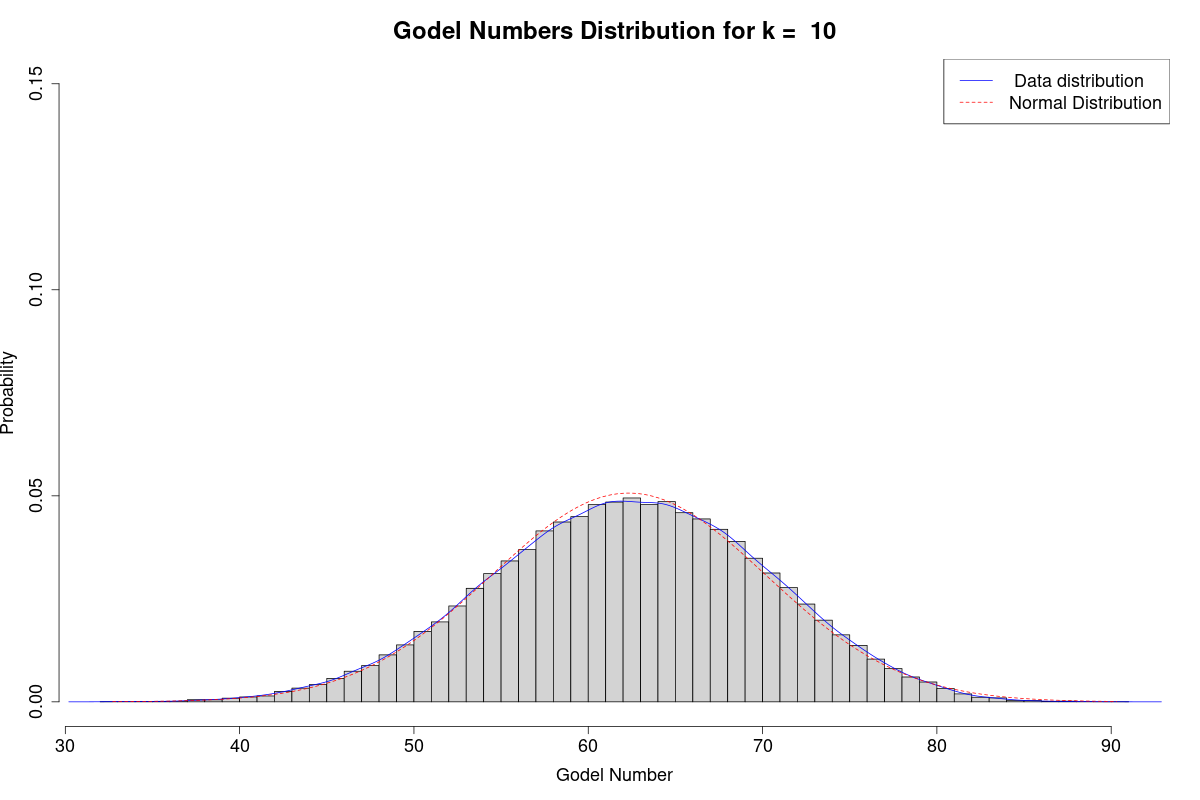 Godel Numbers Distribution for k =  10
Data distribution
Normal Distribution
Probability
0.15
0.10
0.05
0.00
30 40 50 60 70 80 90
Godel Number